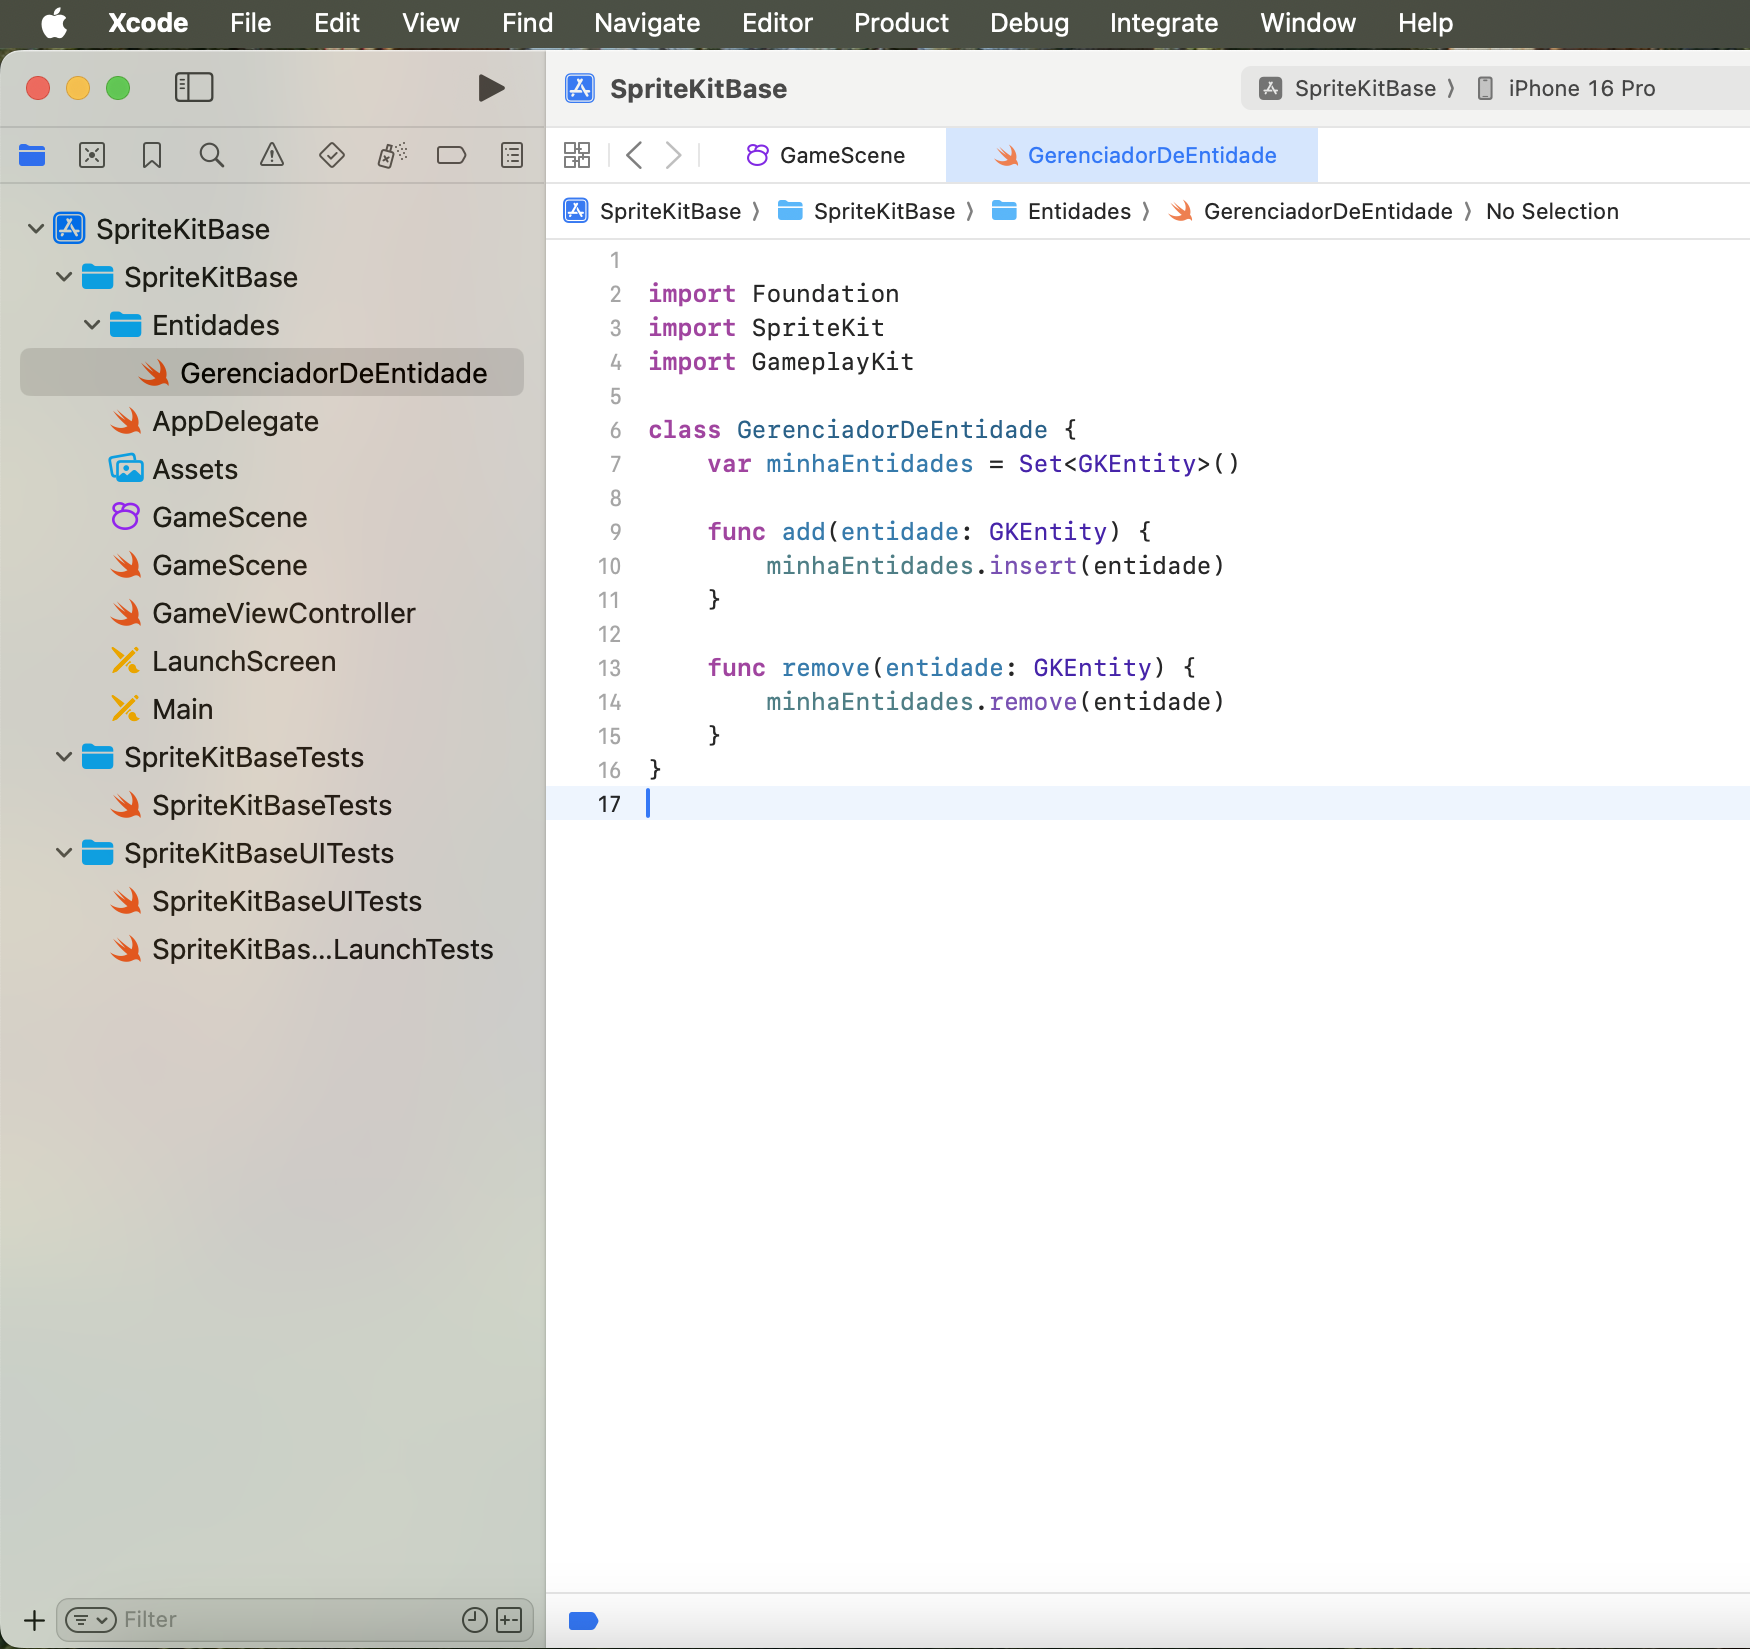 Xcode File Edit View Find Navigate Editor Product Debug Integrate Window Help
SpriteKitBase
SpriteKitBase 〉 iPhone 16 Pro
GameScene
GerenciadorDeEntidade
SpriteKitBase 〉 SpriteKitBase 〉 Entidades 〉 GerenciadorDeEntidade 〉 No Selection
SpriteKitBase
SpriteKitBase
Entidades
GerenciadorDeEntidade
AppDelegate
Assets
GameScene
GameScene
GameViewController
LaunchScreen
Main
SpriteKitBaseTests
SpriteKitBaseTests
SpriteKitBaseUITests
SpriteKitBaseUITests
SpriteKitBas...LaunchTests
Filter
1
2 import Foundation
3 import SpriteKit
4 import GameplayKit
5
6 class GerenciadorDeEntidade {
7 var minhaEntidades = Set<GKEntity>()
8
9 func add(entidade: GKEntity) {
10 minhaEntidades.insert(entidade)
11 }
12
13 func remove(entidade: GKEntity) {
14 minhaEntidades.remove(entidade)
15 }
16 }
17